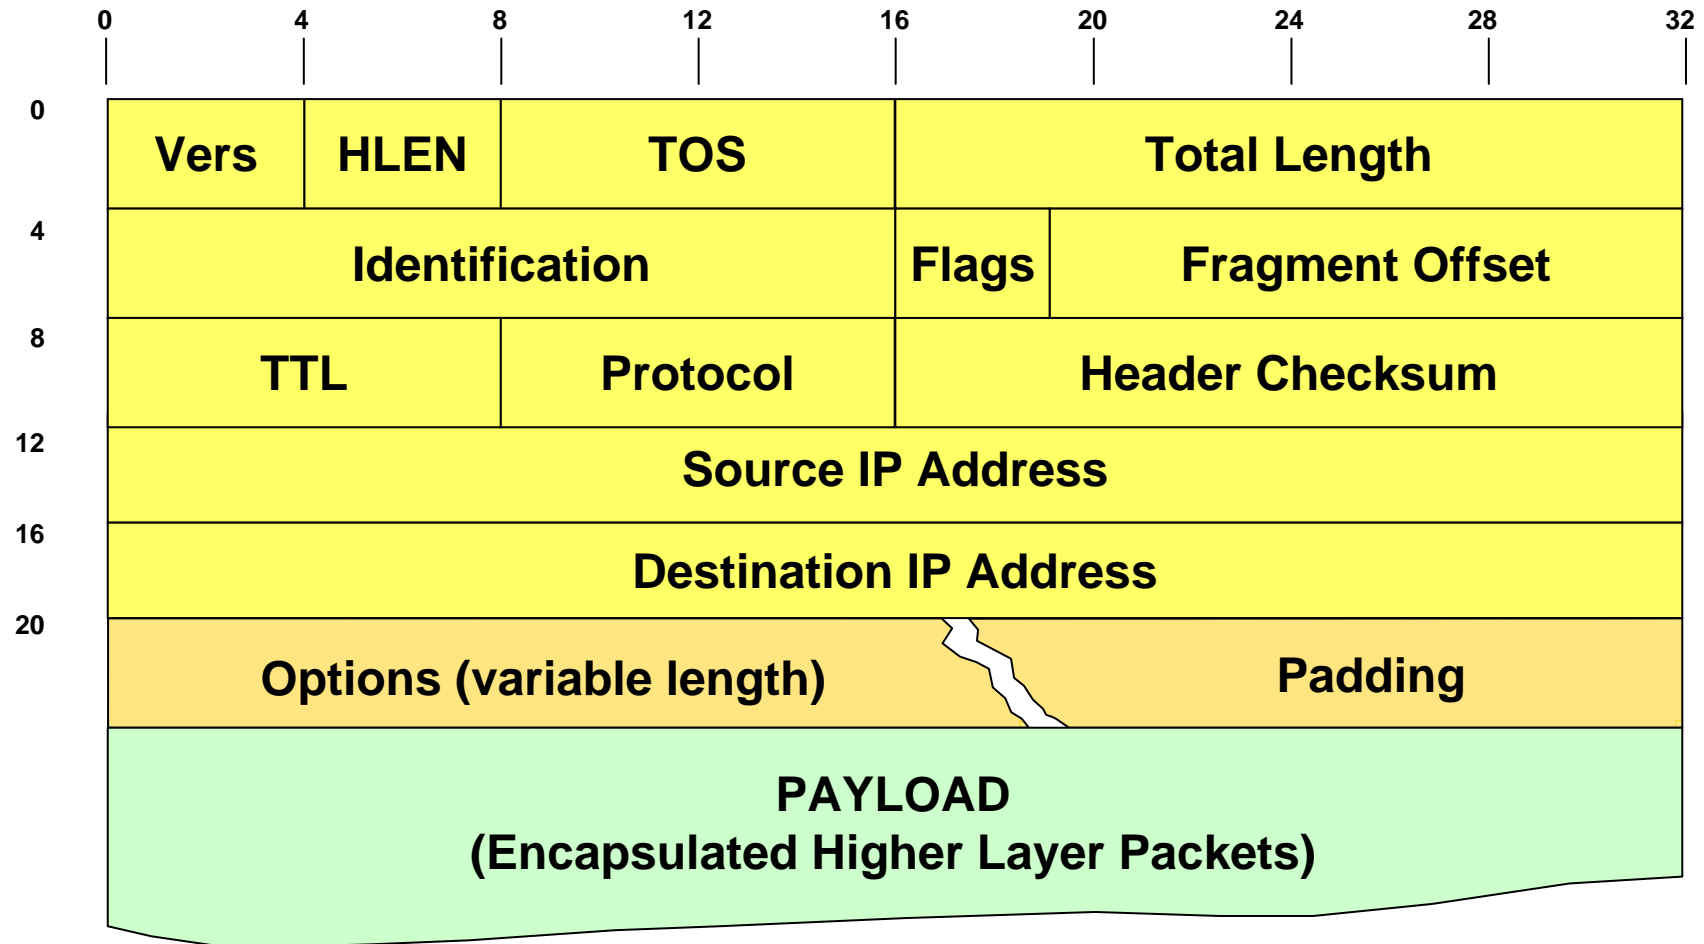 0 4 8 12 16 20 24 28 32
0
Vers HLEN TOS Total Length
4
Identification Flags Fragment Offset
8
TTL Protocol Header Checksum
12
Source IP Address
16
Destination IP Address
20
Options (variable length) Padding
PAYLOAD
(Encapsulated Higher Layer Packets)